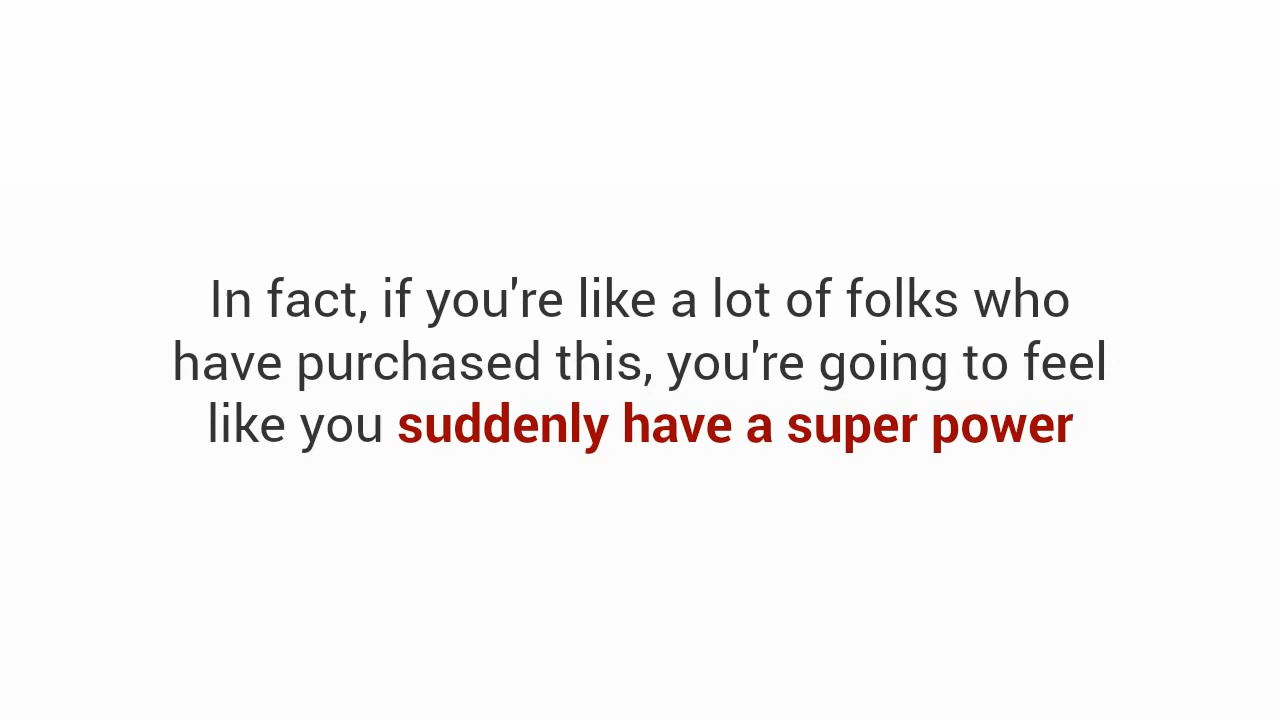 In fact, if you're like a lot of folks who
have purchased this, you're going to feel
like you suddenly have a super power